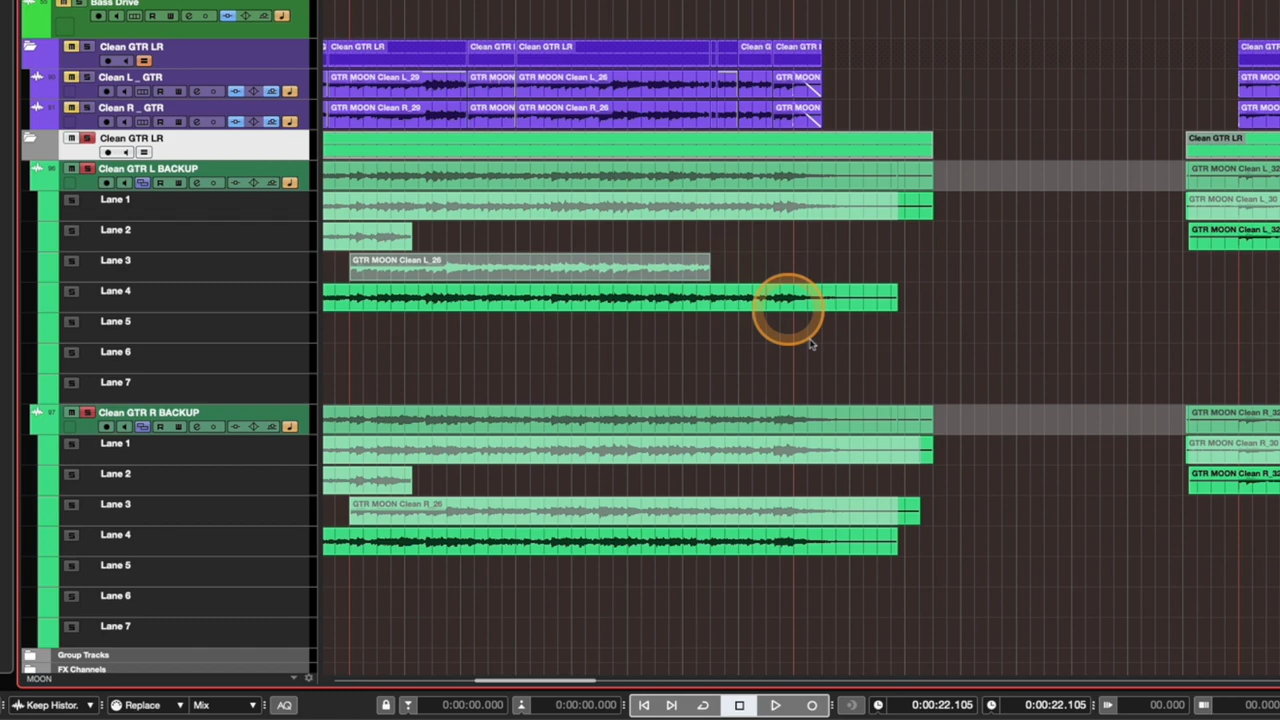 Bass Drive
R
Clean GTR LR
Clean GTR LR
Clean GTR
Clean GTR LR
Clean G
Clean GTR
Clean GTR
Clean L _ GTR
GTR MOON Clean L_29
GTR MOON
GTR MOON Clean L_26
GTR MOON
GTR MOO
R
Clean R _ GTR
GTR MOON Clean R_29
GTR MOON
GTR MOON Clean R_26
GTR MOON
GTR MOO
R
Clean GTR LR
Clean GTR LR
96
Clean GTR L BACKUP
GTR MOON Clean L_32
R
Lane 1
GTR MOON Clean L_30
Lane 2
GTR MOON Clean L_32
Lane 3
GTR MOON Clean L_26
Lane 4
Lane 5
Lane 6
Lane 7
97
Clean GTR R BACKUP
GTR MOON Clean R_32
R
Lane 1
GTR MOON Clean R_30
Lane 2
GTR MOON Clean R_32
Lane 3
GTR MOON Clean R_26
Lane 4
Lane 5
Lane 6
Lane 7
Group Tracks
FX Channels
MOON
Keep Histor.
Replace
Mix
AQ
0:00:00.000
0:00:00.000
0:00:22.105
0:00:22.105
00.000
00.000